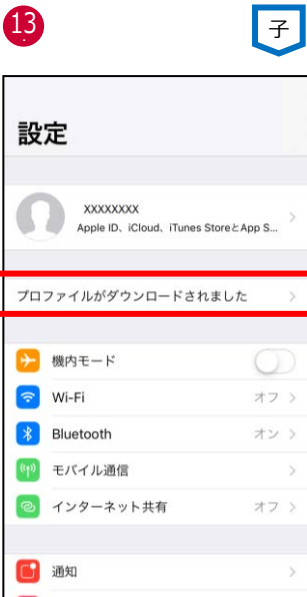 13
子
設定
XXXXXXXX
Apple ID、iCloud、iTunes StoreとApp S...
プロファイルがダウンロードされました
機内モード
Wi-Fi オフ
Bluetooth オン
モバイル通信
インターネット共有 オフ
通知